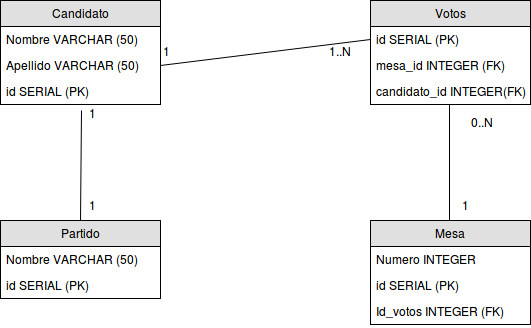 Candidato
Nombre VARCHAR (50)
Apellido VARCHAR (50)
id SERIAL (PK)
1
1..N
Votos
id SERIAL (PK)
mesa_id INTEGER (FK)
candidato_id INTEGER(FK)
1
1
0..N
1
Partido
Nombre VARCHAR (50)
id SERIAL (PK)
Mesa
Numero INTEGER
id SERIAL (PK)
Id_votos INTEGER (FK)